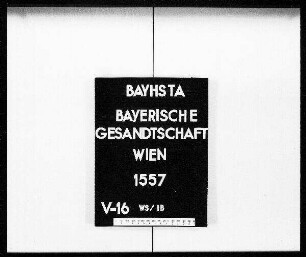 BAYHSTA
BAYERISCHE
GESANDTSCHAFT
WIEN
1557
V-16 WS/IB